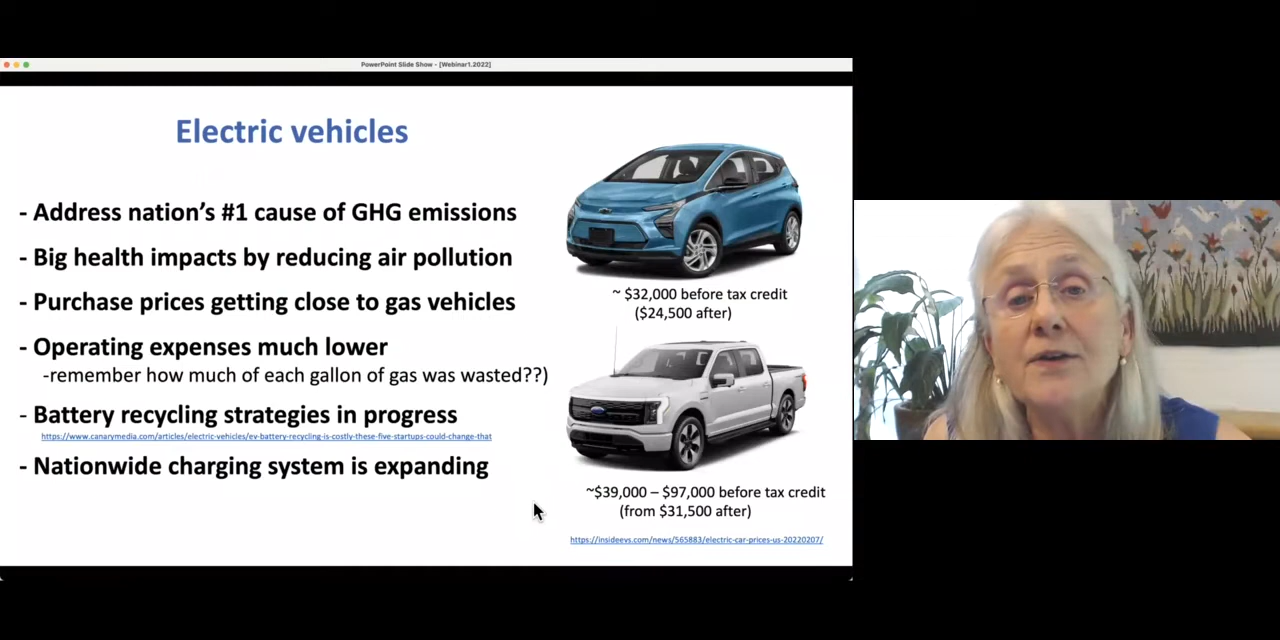 PowerPoint Slide Show - [Webinar1.2022]
Electric vehicles
- Address nation's #1 cause of GHG emissions
- Big health impacts by reducing air pollution
- Purchase prices getting close to gas vehicles
- Operating expenses much lower
-remember how much of each gallon of gas was wasted??)
- Battery recycling strategies in progress
https://www.canarymedia.com/articles/electric-vehicles/ev-battery-recycling-is-costly-these-five-startups-could-change-that
- Nationwide charging system is expanding
~ $32,000 before tax credit
($24,500 after)
~$39,000 – $97,000 before tax credit
(from $31,500 after)
https://insideevs.com/news/565883/electric-car-prices-us-20220207/